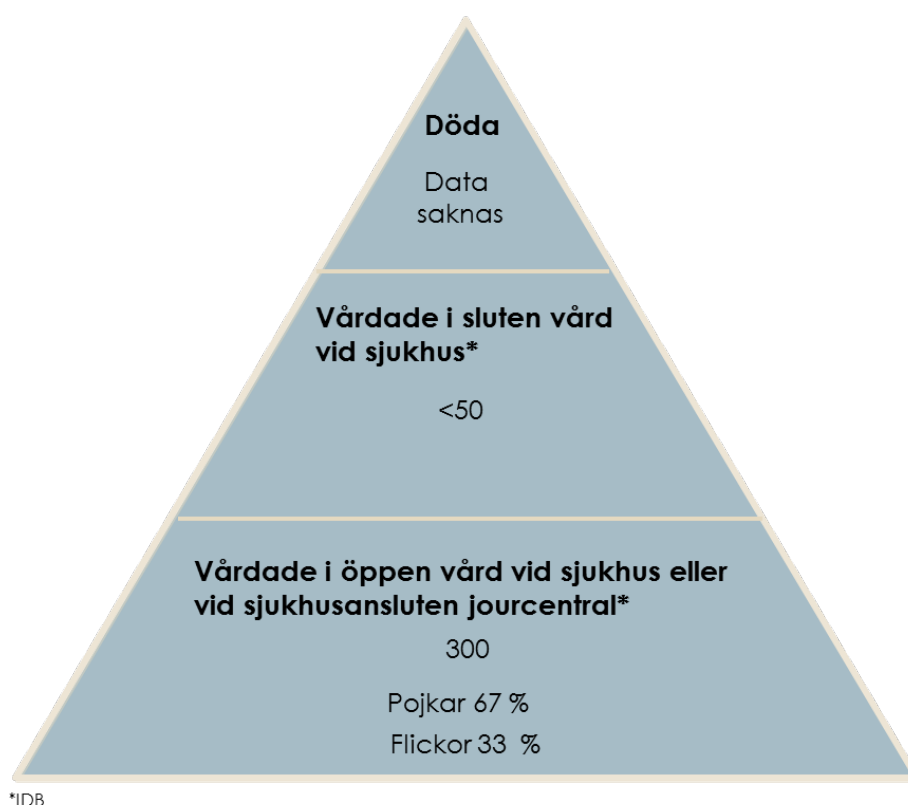 Döda
Data
saknas
Vårdade i sluten vård
vid sjukhus*
<50
Vårdade i öppen vård vid sjukhus eller
vid sjukhusansluten jourcentral*
300
Pojkar 67 %
Flickor 33 %
*IDB